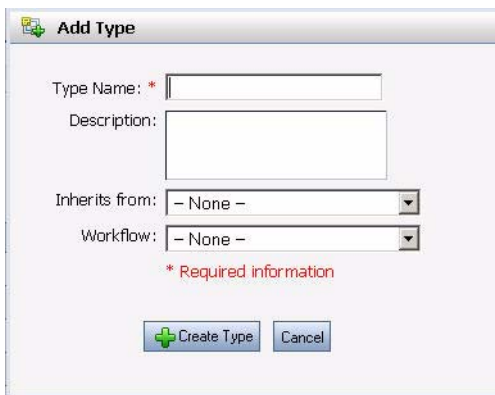 Add Type
Type Name: *
Description:
Inherits from: – None –
Workflow: – None –
* Required information
Create Type Cancel